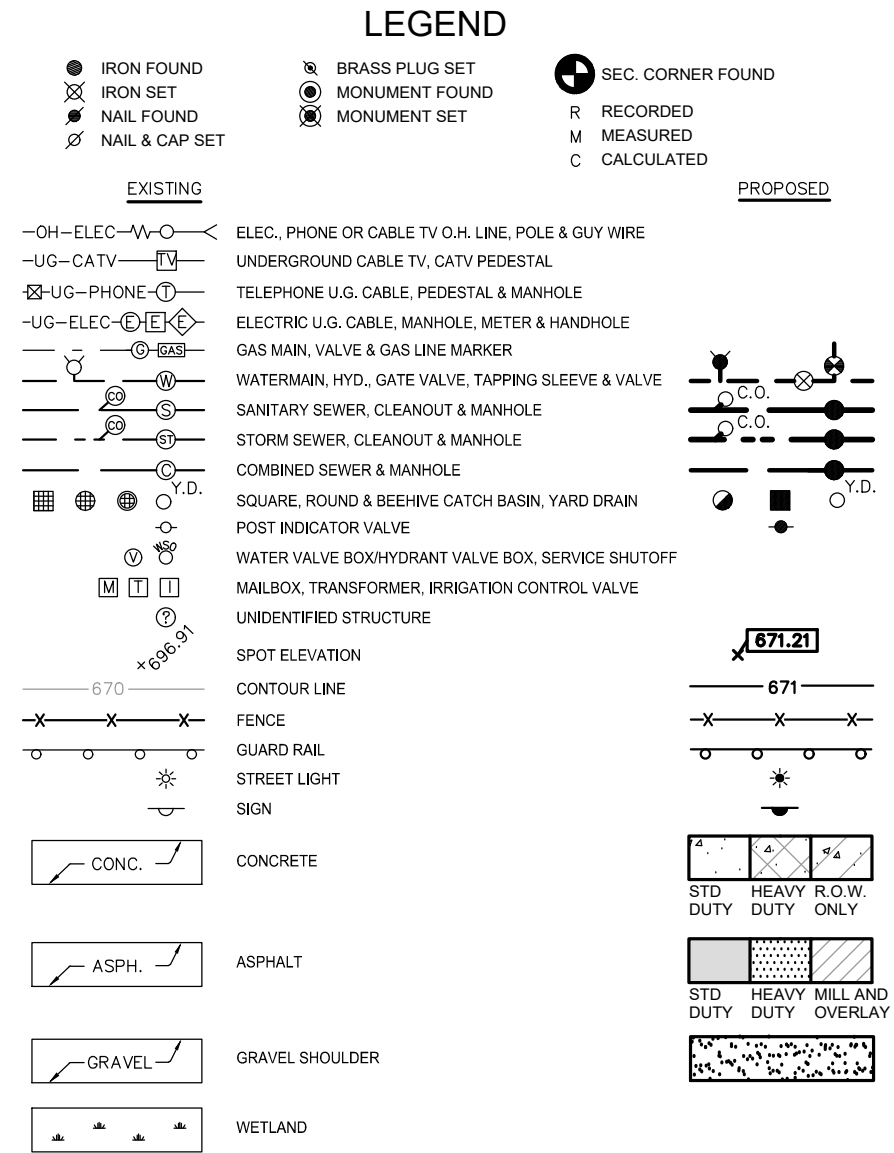 LEGEND
IRON FOUND
IRON SET
NAIL FOUND
NAIL & CAP SET
BRASS PLUG SET
MONUMENT FOUND
MONUMENT SET
SEC. CORNER FOUND
R RECORDED
M MEASURED
C CALCULATED
EXISTING PROPOSED
OH-ELEC ELEC., PHONE OR CABLE TV O.H. LINE, POLE & GUY WIRE
UG-CATV TV UNDERGROUND CABLE TV, CATV PEDESTAL
UG-PHONE T TELEPHONE U.G. CABLE, PEDESTAL & MANHOLE
UG-ELEC E E E ELECTRIC U.G. CABLE, MANHOLE, METER & HANDHOLE
G GAS GAS MAIN, VALVE & GAS LINE MARKER
W WATERMAIN, HYD., GATE VALVE, TAPPING SLEEVE & VALVE
CO S SANITARY SEWER, CLEANOUT & MANHOLE C.O.
CO ST STORM SEWER, CLEANOUT & MANHOLE C.O.
C COMBINED SEWER & MANHOLE
Y.D. SQUARE, ROUND & BEEHIVE CATCH BASIN, YARD DRAIN Y.D.
POST INDICATOR VALVE
V WSO WATER VALVE BOX/HYDRANT VALVE BOX, SERVICE SHUTOFF
M T I MAILBOX, TRANSFORMER, IRRIGATION CONTROL VALVE
? UNIDENTIFIED STRUCTURE
+696.91 SPOT ELEVATION 671.21
670 CONTOUR LINE 671
FENCE
GUARD RAIL
STREET LIGHT
SIGN
CONC. CONCRETE
STD DUTY
HEAVY DUTY
R.O.W. ONLY
ASPH. ASPHALT
STD DUTY
HEAVY DUTY
MILL AND OVERLAY
GRAVEL GRAVEL SHOULDER
WETLAND